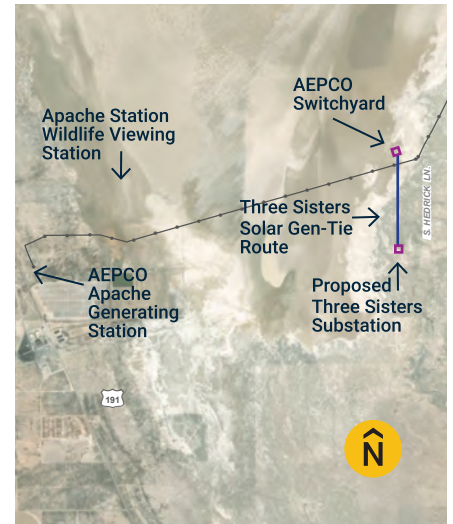 AEPCO
Switchyard
Apache Station
Wildlife Viewing
Station
S. HEDRICK LN.
Three Sisters
Solar Gen-Tie
Route
AEPCO
Apache
Generating
Station
Proposed
Three Sisters
Substation
191
N